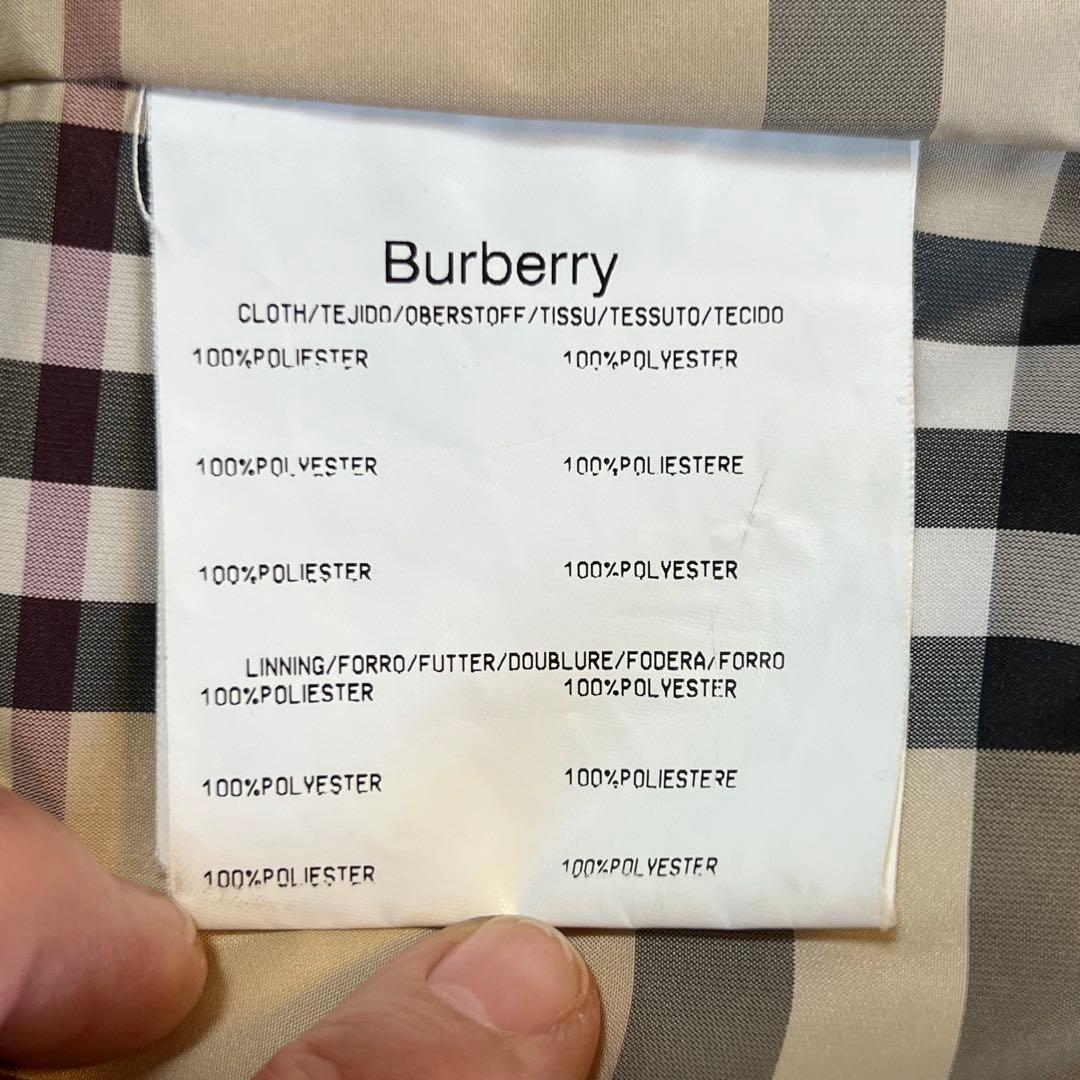 Burberry
CLOTH/TEJIDO/OBERSTOFF/TISSU/TESSUTO/TECIDO
100%POLIESTER 100%POLYESTER
100%POLYESTER 100%POLIESTERE
100%POLIESTER 100%POLYESTER
LINNING/FORRO/FUTTER/DOUBLURE/FODERA/FORRO
100%POLIESTER 100%POLYESTER
100%POLYESTER 100%POLIESTERE
100%POLIESTER 100%POLYESTER